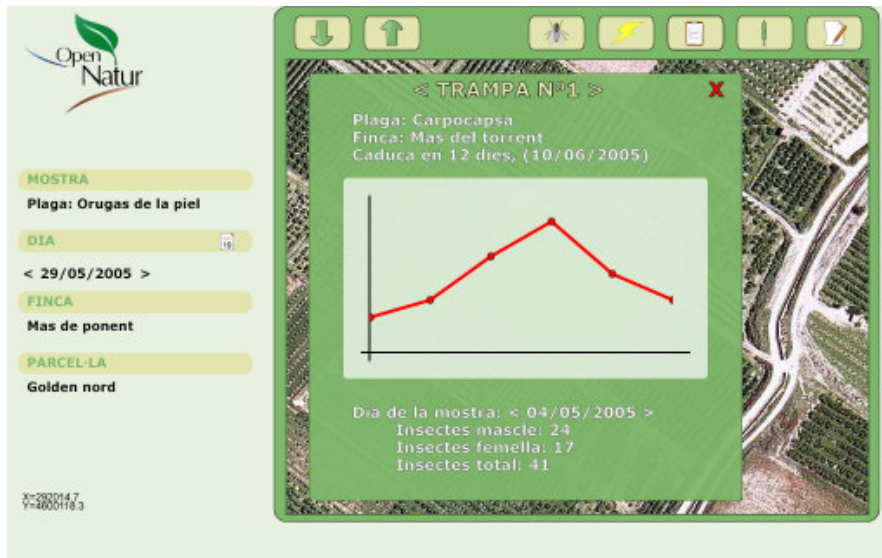 Open
Natur
MOSTRA
Plaga: Orugas de la piel
DIA
< 29/05/2005 >
FINCA
Mas de ponent
PARCEL·LA
Golden nord
X=292014.7
Y=4600118.3
< TRAMPA Nº1 >
X
Plaga: Carpocapsa
Finca: Mas del torrent
Caduca en 12 dies, (10/06/2005)
Dia de la mostra: < 04/05/2005 >
Insectes mascle: 24
Insectes femella: 17
Insectes total: 41